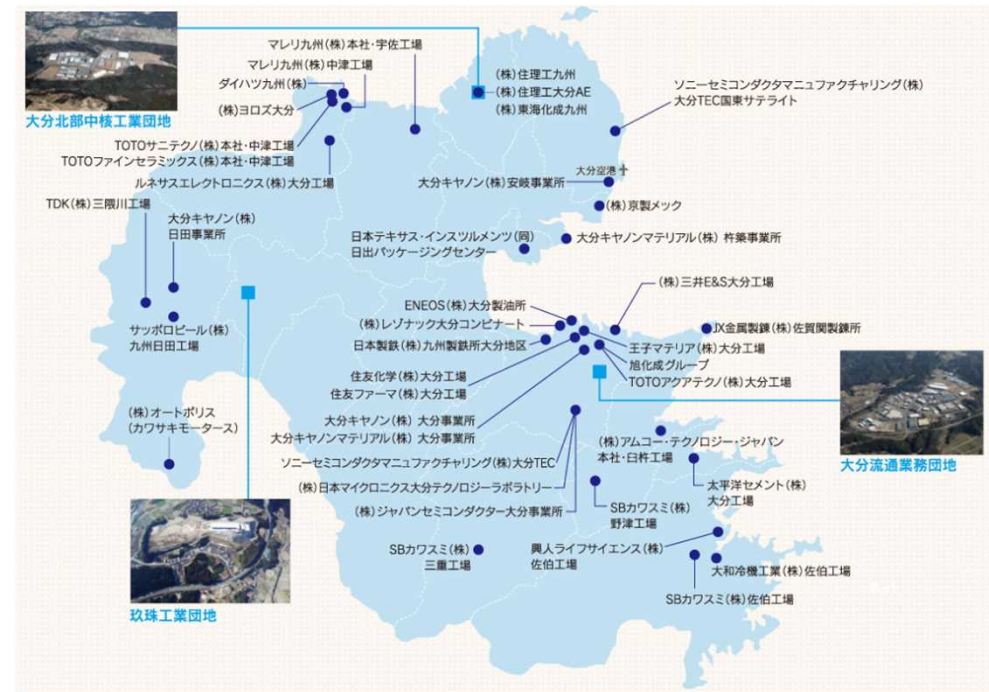 大分北部中核工業団地
マレリ九州(株)本社・宇佐工場
マレリ九州(株)中津工場
ダイハツ九州(株)
(株)ヨロズ大分
TOTOサニテクノ(株)本社・中津工場
TOTOファインセラミックス(株)本社・中津工場
ルネサスエレクトロニクス(株)大分工場
(株)住理工九州
(株)住理工大分AE
(株)東海化成九州
ソニーセミコンダクタマニュファクチャリング(株)
大分TEC国東サテライト
大分空港
大分キヤノン(株)安岐事業所
(株)京製メック
TDK(株)三隈川工場
大分キヤノン(株)
日田事業所
日本テキサス・インスツルメンツ(同)
日出パッケージングセンター
大分キヤノンマテリアル(株) 杵築事業所
(株)三井E&S大分工場
ENEOS(株)大分製油所
(株)レゾナック大分コンビナート
日本製鉄(株)九州製鉄所大分地区
JX金属製錬(株)佐賀関製錬所
王子マテリア(株)大分工場
旭化成グループ
TOTOアクアテクノ(株)大分工場
サッポロビール(株)
九州日田工場
住友化学(株)大分工場
住友ファーマ(株)大分工場
大分キヤノン(株) 大分事業所
大分キヤノンマテリアル(株) 大分事業所
(株)オートポリス
(カワサキモータース)
ソニーセミコンダクタマニュファクチャリング(株)大分TEC
(株)日本マイクロニクス大分テクノロジーラボラトリー
(株)ジャパンセミコンダクター大分事業所
(株)アムコー・テクノロジー・ジャパン
本社・臼杵工場
大分流通業務団地
太平洋セメント(株)
大分工場
SBカワスミ(株)
野津工場
SBカワスミ(株)
三重工場
興人ライフサイエンス(株)
佐伯工場
大和冷機工業(株)佐伯工場
SBカワスミ(株)佐伯工場
玖珠工業団地